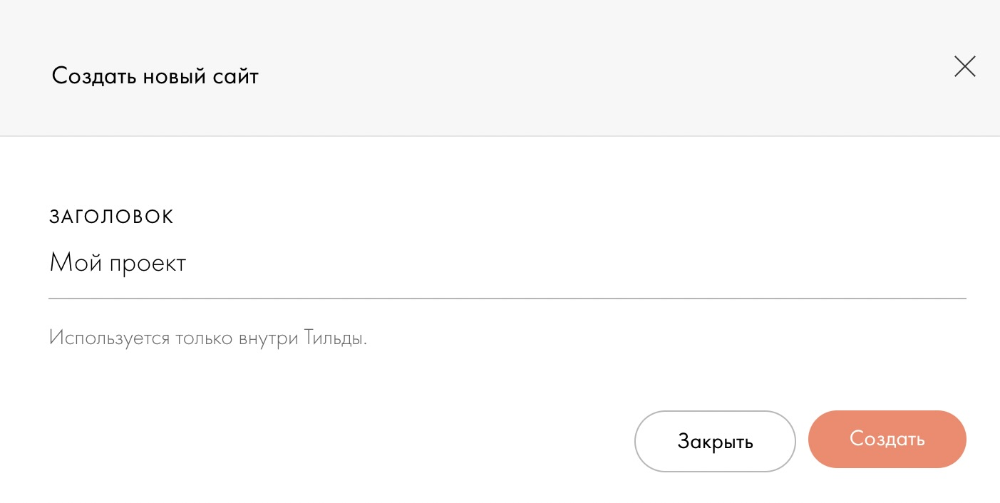 Создать новый сайт
ЗАГОЛОВОК
Мой проект
Используется только внутри Тильды.
Закрыть
Создать